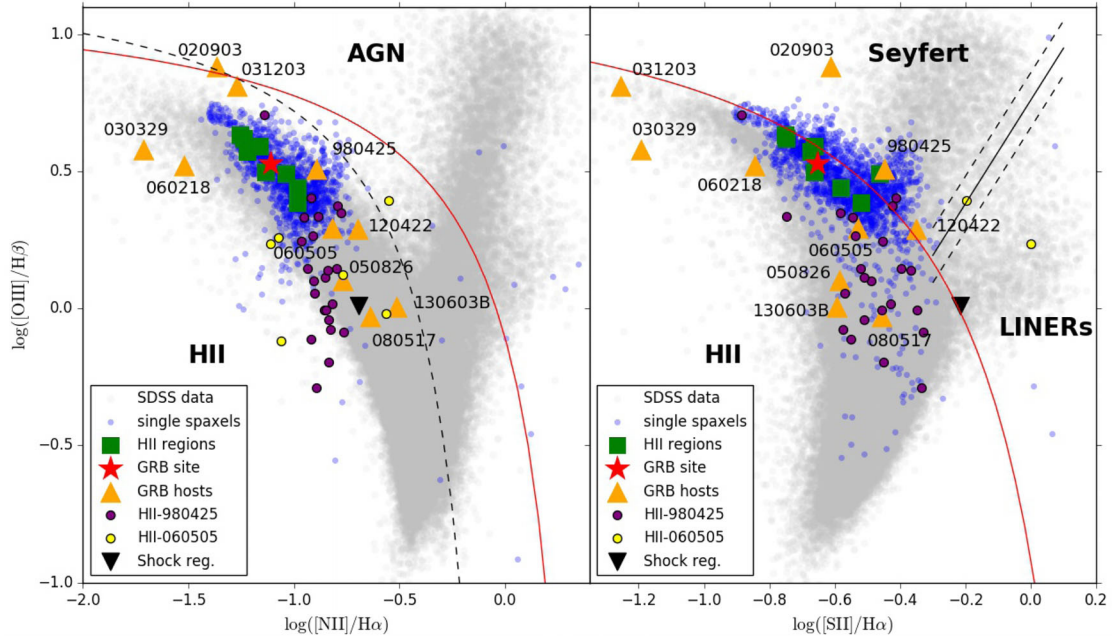 AGN
020903
031203
030329
060218
980425
120422
060505
050826
130603B
080517
HII
SDSS data
single spaxels
HII regions
GRB site
GRB hosts
HII-980425
HII-060505
Shock reg.
1.0
0.5
0.0
−0.5
−1.0
log([OIII]/Hβ)
−2.0 −1.5 −1.0 −0.5 0.0
log([NII]/Hα)
Seyfert
020903
031203
030329
060218
980425
120422
060505
050826
130603B
080517
LINERs
HII
SDSS data
single spaxels
HII regions
GRB site
GRB hosts
HII-980425
HII-060505
Shock reg.
−1.2 −1.0 −0.8 −0.6 −0.4 −0.2 0.0
log([SII]/Hα)